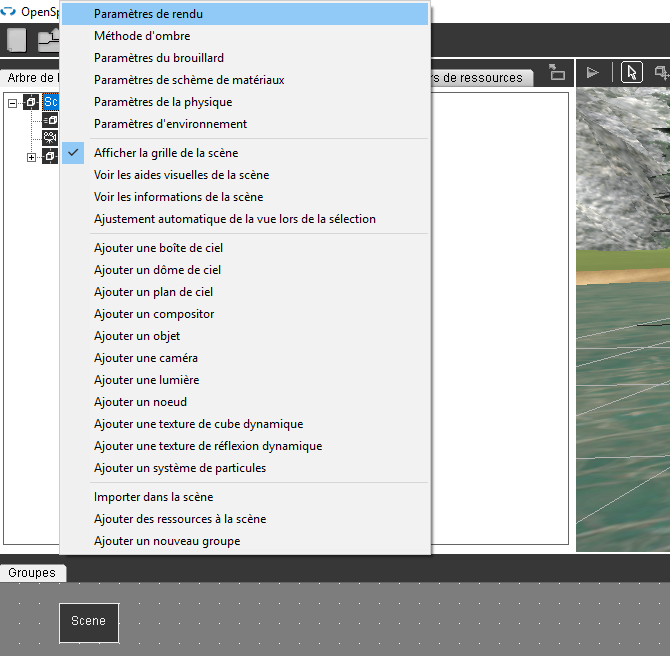 OpenSp
Paramètres de rendu
Méthode d'ombre
Paramètres du brouillard
Paramètres de schème de matériaux
Paramètres de la physique
Paramètres d'environnement
Afficher la grille de la scène
Voir les aides visuelles de la scène
Voir les informations de la scène
Ajustement automatique de la vue lors de la sélection
Ajouter une boîte de ciel
Ajouter un dôme de ciel
Ajouter un plan de ciel
Ajouter un compositor
Ajouter un objet
Ajouter une caméra
Ajouter une lumière
Ajouter un noeud
Ajouter une texture de cube dynamique
Ajouter une texture de réflexion dynamique
Ajouter un système de particules
Importer dans la scène
Ajouter des ressources à la scène
Ajouter un nouveau groupe
Arbre de l
rs de ressources
Sc
Groupes
Scene